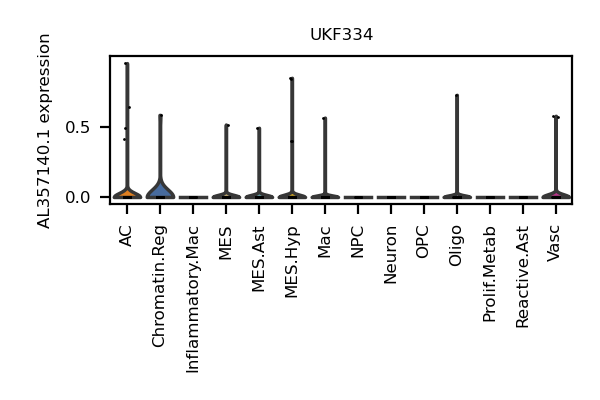 UKF334
AL357140.1 expression
0.5
0.0
AC
Chromatin.Reg
Inflammatory.Mac
MES
MES.Ast
MES.Hyp
Mac
NPC
Neuron
OPC
Oligo
Prolif.Metab
Reactive.Ast
Vasc